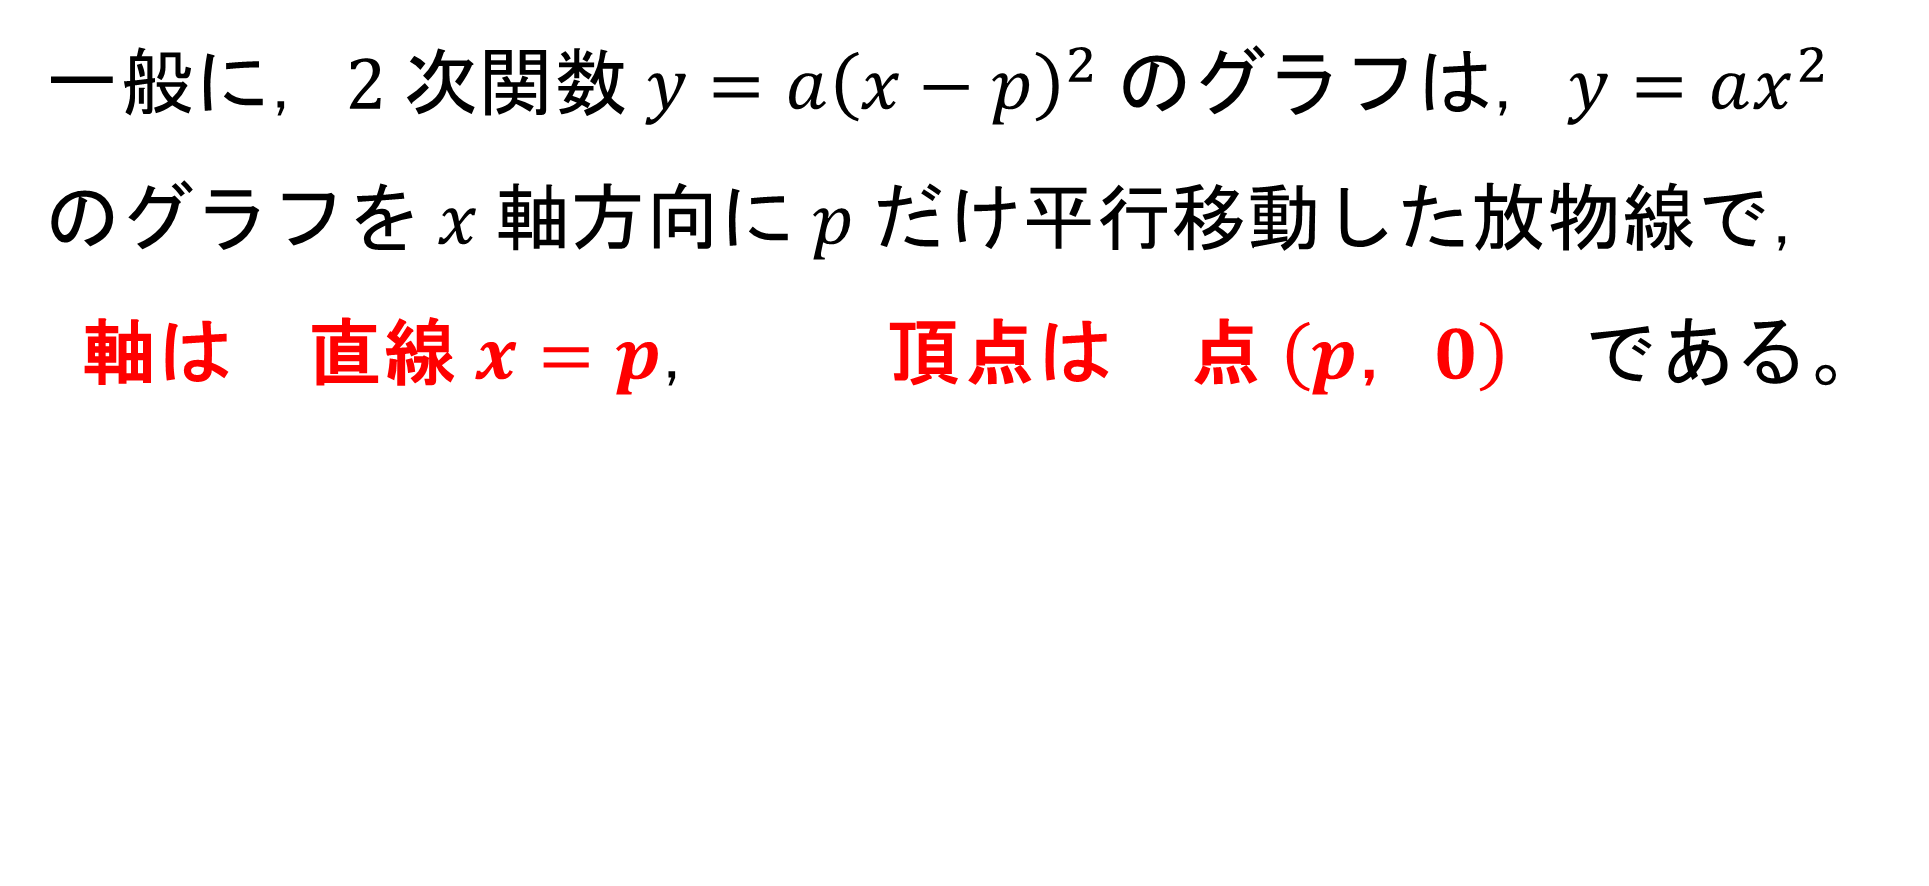 一般に，2 次関数 y = a(x − p)² のグラフは，y = ax²
のグラフを x 軸方向に p だけ平行移動した放物線で，
軸は　直線 x = p，　　頂点は　点 (p，0)　である。